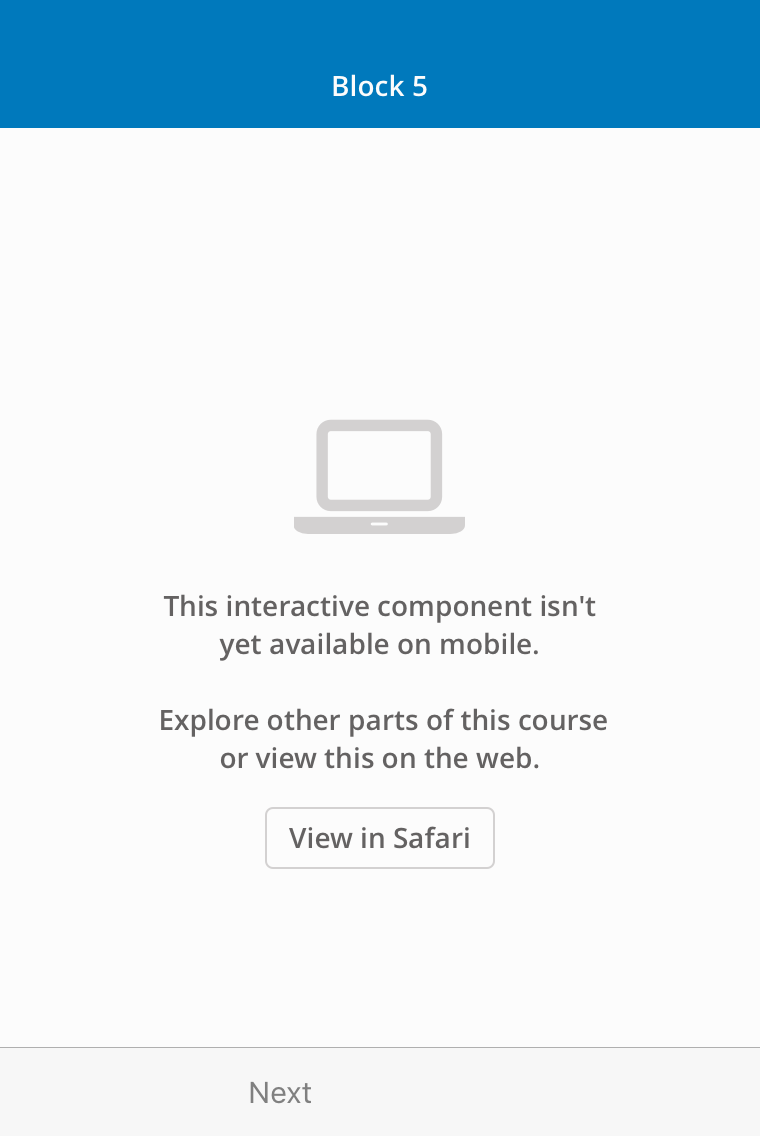 Block 5
This interactive component isn't
yet available on mobile.
Explore other parts of this course
or view this on the web.
View in Safari
Next